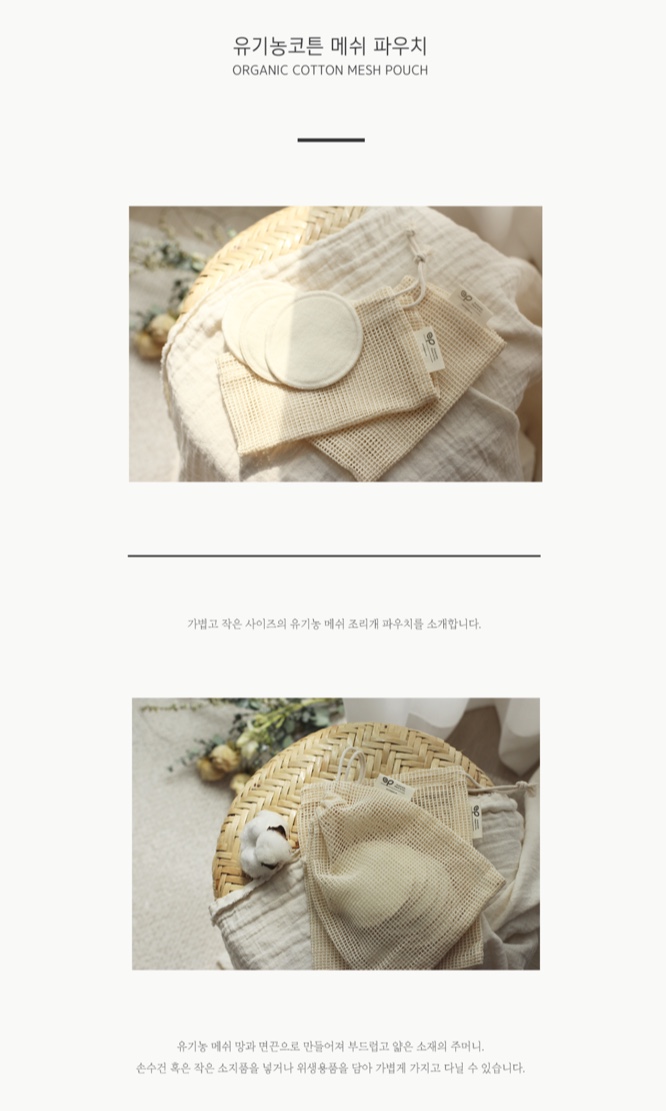 유기농코튼 메쉬 파우치
ORGANIC COTTON MESH POUCH
가볍고 작은 사이즈의 유기농 메쉬 조리개 파우치를 소개합니다.
유기농 메쉬 망과 면끈으로 만들어져 부드럽고 얇은 소재의 주머니.
손수건 혹은 작은 소지품을 넣거나 위생용품을 담아 가볍게 가지고 다닐 수 있습니다.